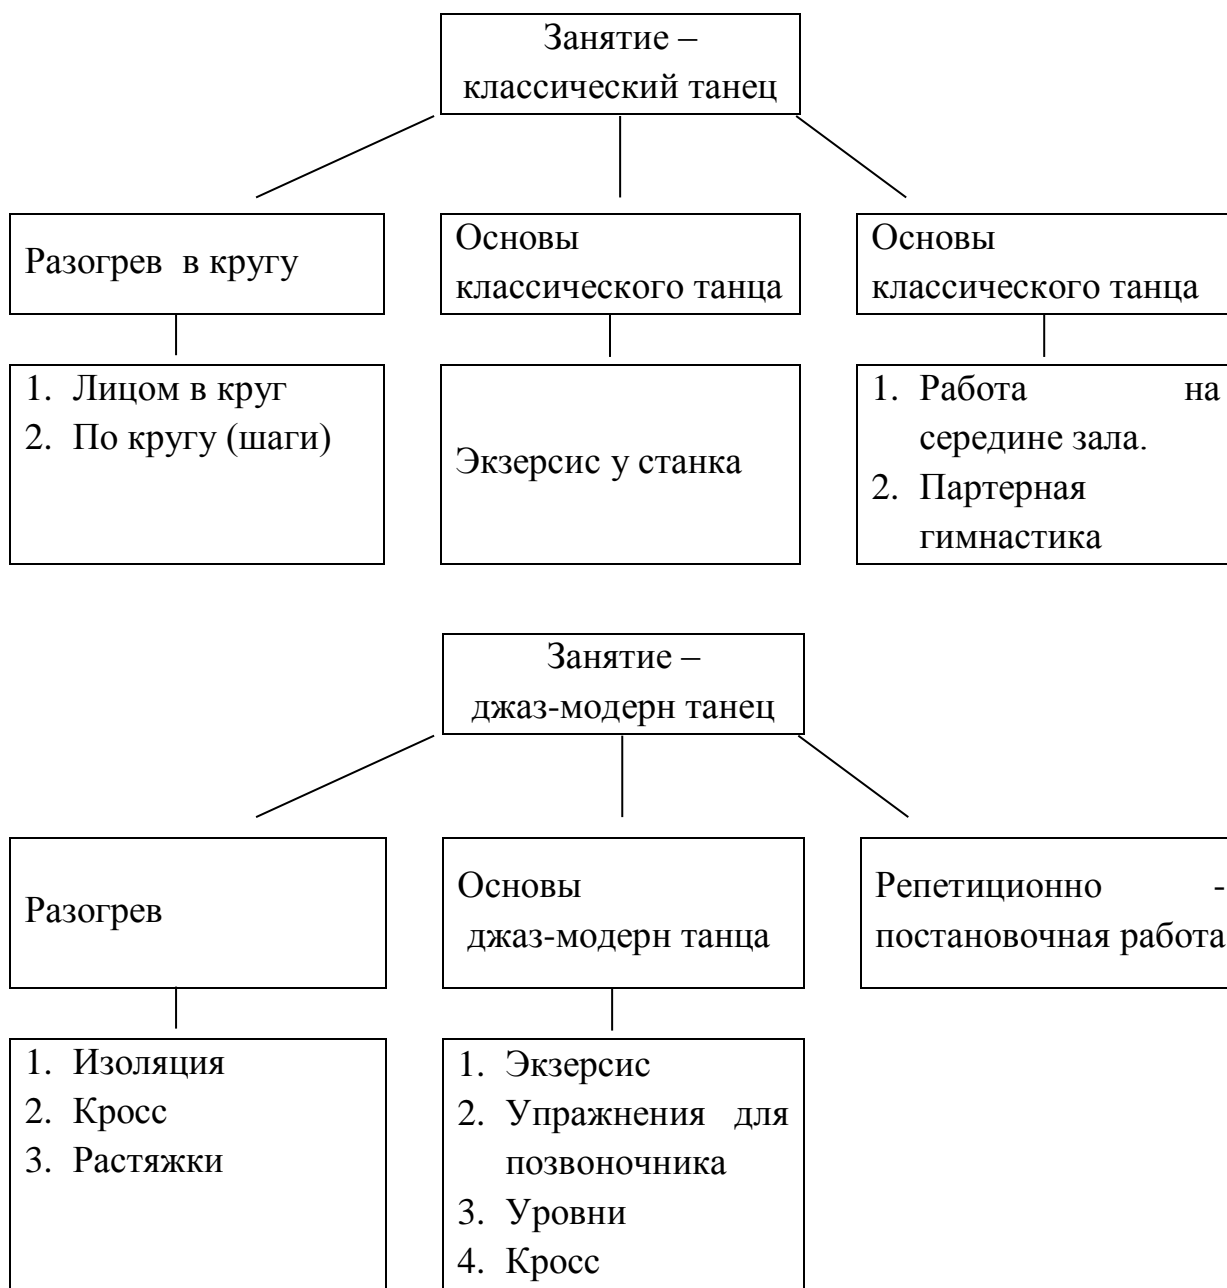 Занятие –
классический танец
Разогрев в кругу
Основы
классического танца
Основы
классического танца
1. Лицом в круг
2. По кругу (шаги)
Экзерсис у станка
1. Работа на
середине зала.
2. Партерная
гимнастика
Занятие –
джаз-модерн танец
Разогрев
Основы
джаз-модерн танца
Репетиционно -
постановочная работа
1. Изоляция
2. Кросс
3. Растяжки
1. Экзерсис
2. Упражнения для
позвоночника
3. Уровни
4. Кросс